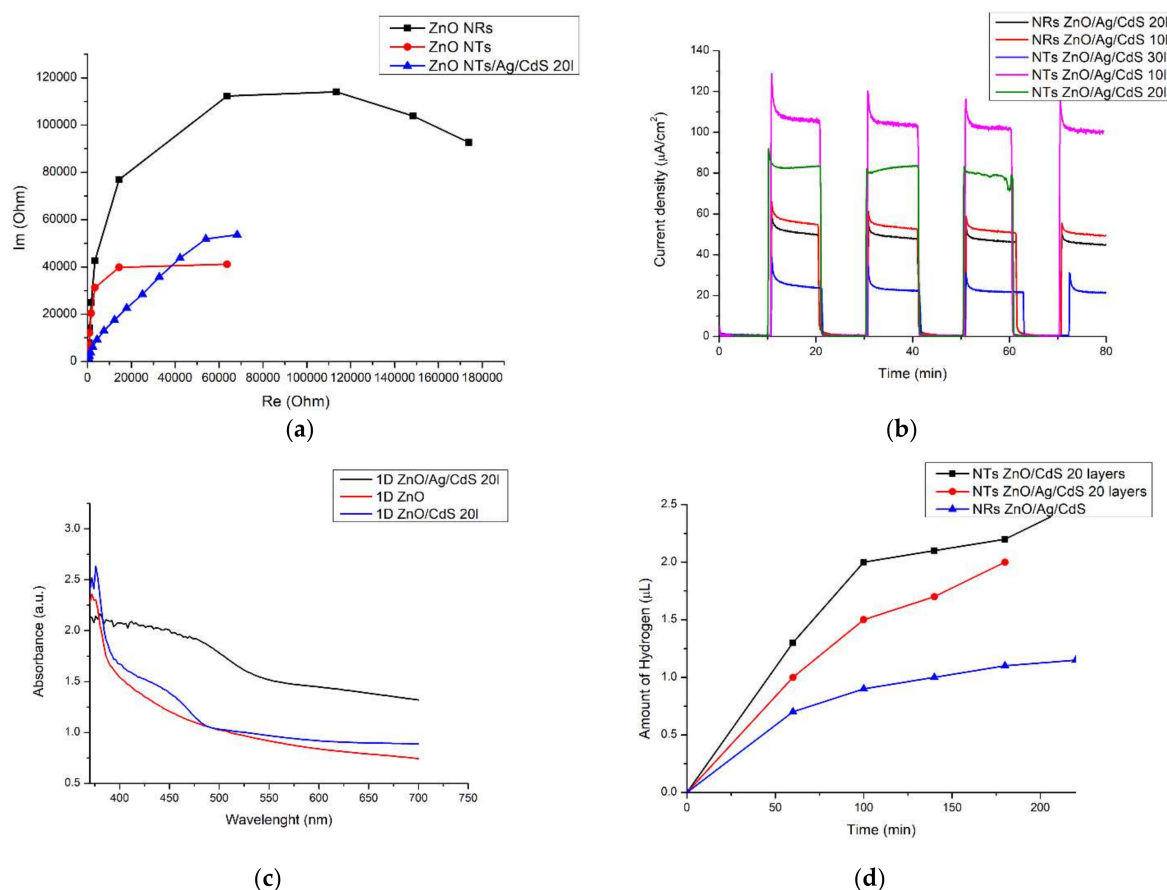 ZnO NRs
ZnO NTs
ZnO NTs/Ag/CdS 20l
120000
100000
80000
60000
40000
20000
0
Im (Ohm)
0 20000 40000 60000 80000 100000 120000 140000 160000 180000
Re (Ohm)
(a)
NRs ZnO/Ag/CdS 20l
NRs ZnO/Ag/CdS 10l
NTs ZnO/Ag/CdS 30l
NTs ZnO/Ag/CdS 10l
NTs ZnO/Ag/CdS 20l
140
120
100
80
60
40
20
0
Current density (µA/cm²)
0 20 40 60 80
Time (min)
(b)
1D ZnO/Ag/CdS 20l
1D ZnO
1D ZnO/CdS 20l
3.0
2.5
2.0
1.5
1.0
0.5
Absorbance (a.u.)
400 450 500 550 600 650 700 750
Wavelenght (nm)
(c)
NTs ZnO/CdS 20 layers
NTs ZnO/Ag/CdS 20 layers
NRs ZnO/Ag/CdS
2.5
2.0
1.5
1.0
0.5
0.0
Amount of Hydrogen (µL)
0 50 100 150 200
Time (min)
(d)